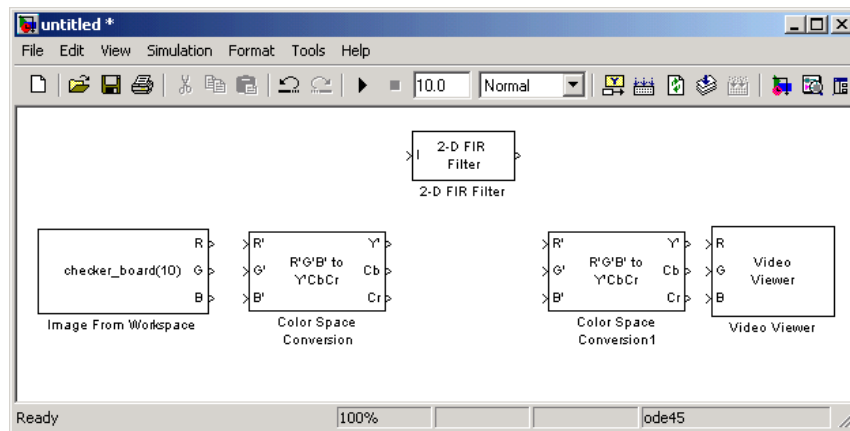 untitled *
File Edit View Simulation Format Tools Help
10.0 Normal
I 2-D FIR Filter
2-D FIR Filter
checker_board(10) R G B
Image From Workspace
R' G' B' R'G'B' to Y'CbCr Y' Cb Cr
Color Space Conversion
R' G' B' R'G'B' to Y'CbCr Y' Cb Cr
Color Space Conversion1
R G B Video Viewer
Video Viewer
Ready 100% ode45